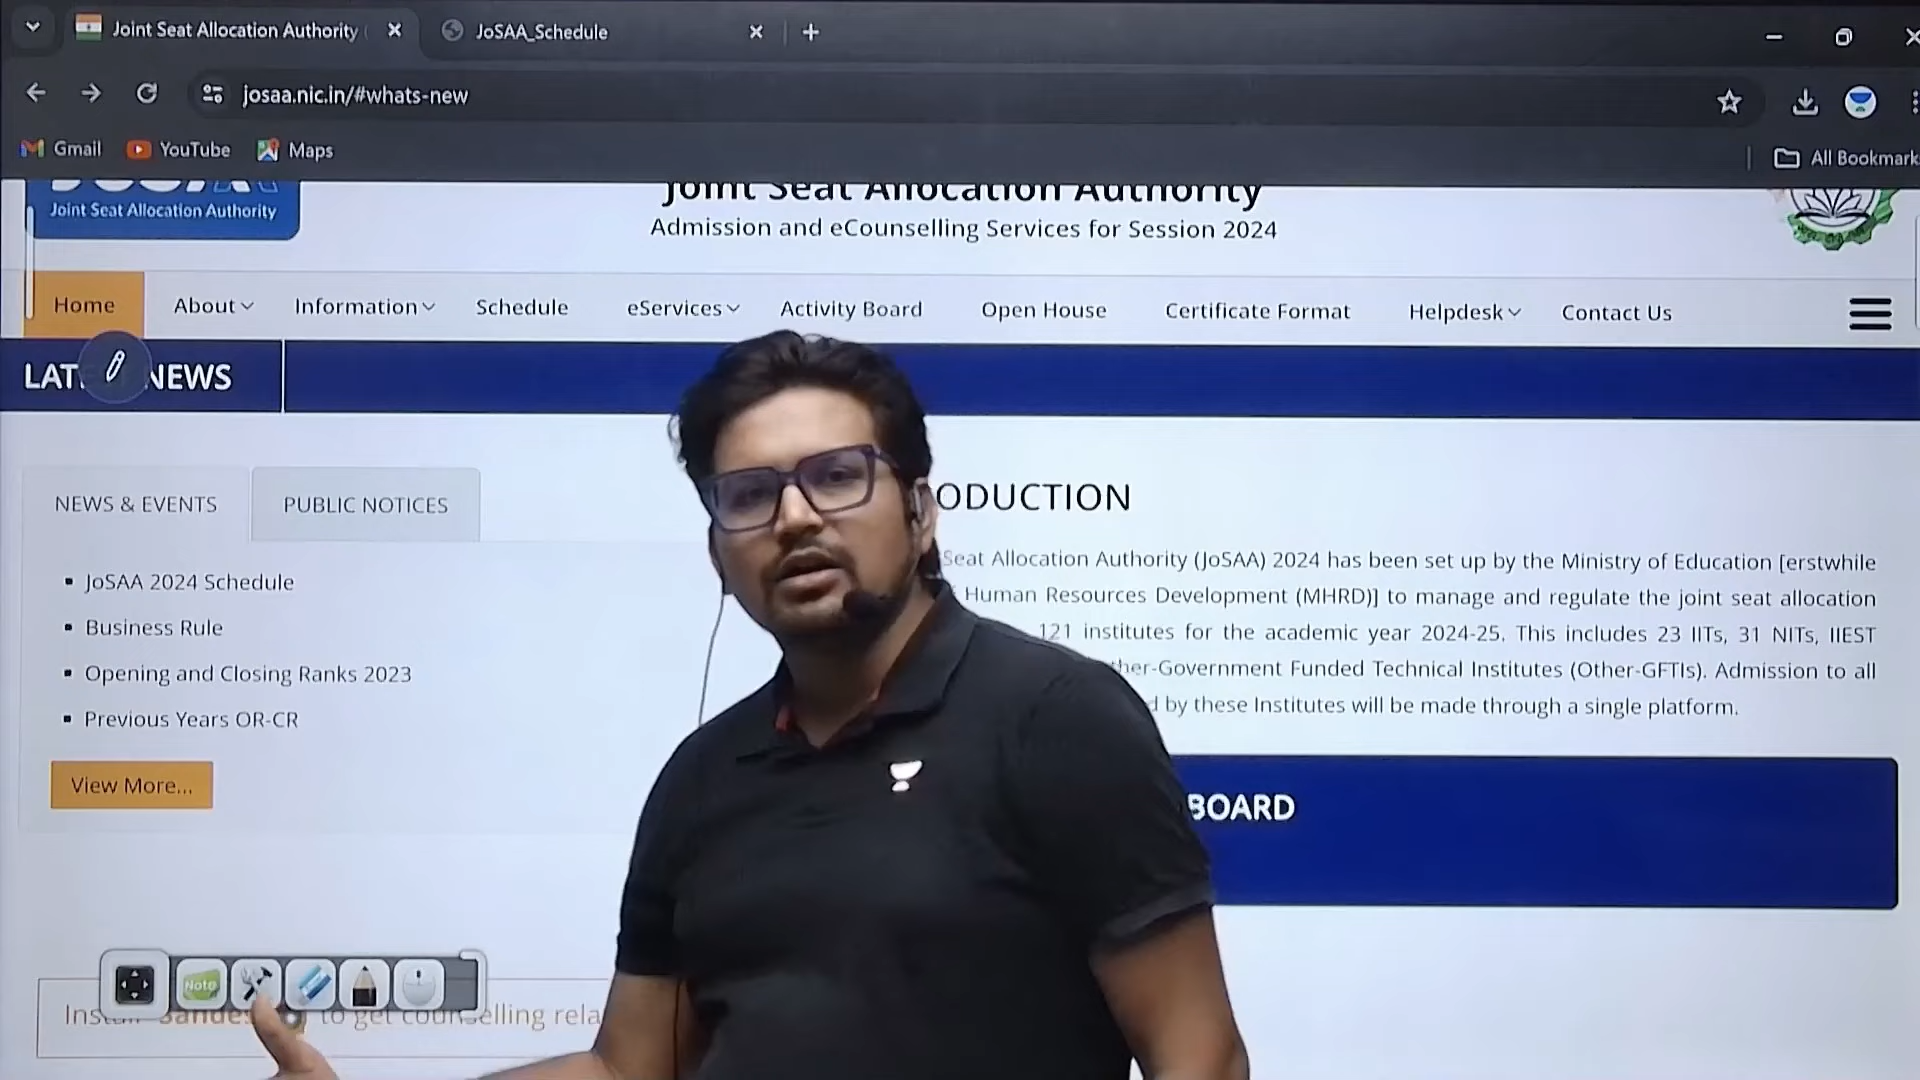 Joint Seat Allocation Authority
JoSAA_Schedule
josaa.nic.in/#whats-new
Gmail
YouTube
Maps
All Bookmark
Joint Seat Allocation Authority
Joint Seat Allocation Authority
Admission and eCounselling Services for Session 2024
Home
About
Information
Schedule
eServices
Activity Board
Open House
Certificate Format
Helpdesk
Contact Us
NEWS
NEWS & EVENTS
PUBLIC NOTICES
JoSAA 2024 Schedule
Business Rule
Opening and Closing Ranks 2023
Previous Years OR-CR
View More...
ODUCTION
Seat Allocation Authority (JoSAA) 2024 has been set up by the Ministry of Education [erstwhile
Human Resources Development (MHRD)] to manage and regulate the joint seat allocation
121 institutes for the academic year 2024-25. This includes 23 IITs, 31 NITs, IIEST
her-Government Funded Technical Institutes (Other-GFTIs). Admission to all
d by these Institutes will be made through a single platform.
BOARD
Note
to get counselling rela